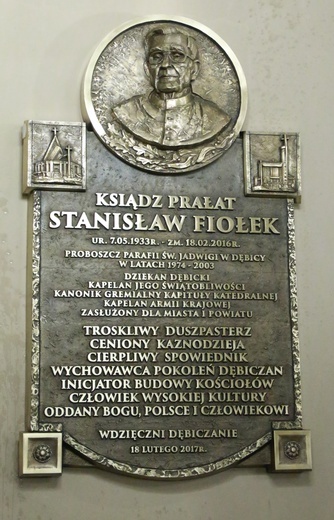 KSIĄDZ PRAŁAT
STANISŁAW FIOŁEK
UR. 7.05.1933R. - ZM. 18.02.2016R.
PROBOSZCZ PARAFII ŚW. JADWIGI W DĘBICY
W LATACH 1974 - 2003
DZIEKAN DĘBICKI
KAPELAN JEGO ŚWIĄTOBLIWOŚCI
KANONIK GREMIALNY KAPITUŁY KATEDRALNEJ
KAPELAN ARMII KRAJOWEJ
ZASŁUŻONY DLA MIASTA I POWIATU
TROSKLIWY DUSZPASTERZ
CENIONY KAZNODZIEJA
CIERPLIWY SPOWIEDNIK
WYCHOWAWCA POKOLEŃ DĘBICZAN
INICJATOR BUDOWY KOŚCIOŁÓW
CZŁOWIEK WYSOKIEJ KULTURY
ODDANY BOGU, POLSCE I CZŁOWIEKOWI
WDZIĘCZNI DĘBICZANIE
18 LUTEGO 2017R.